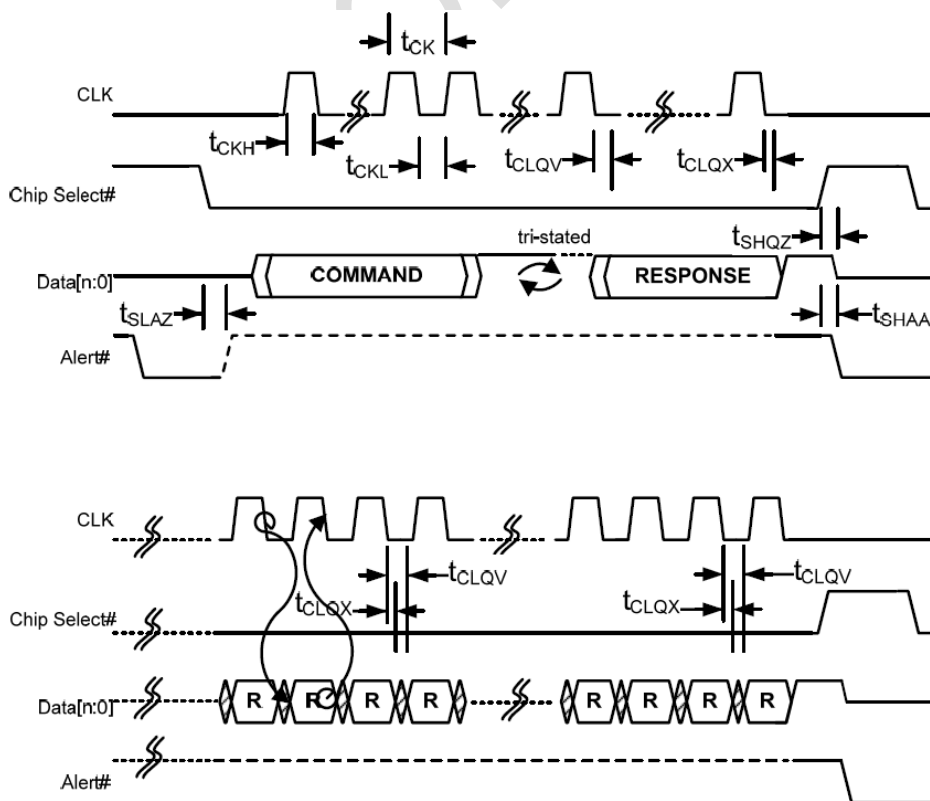 tCK
CLK
tCKH
tCKL
tCLQV
tCLQX
Chip Select#
tSHQZ
tri-stated
Data[n:0]
COMMAND
RESPONSE
tSLAZ
tSHAA
Alert#
CLK
tCLQV
tCLQV
tCLQX
tCLQX
Chip Select#
Data[n:0]
R R R R R R R R
Alert#